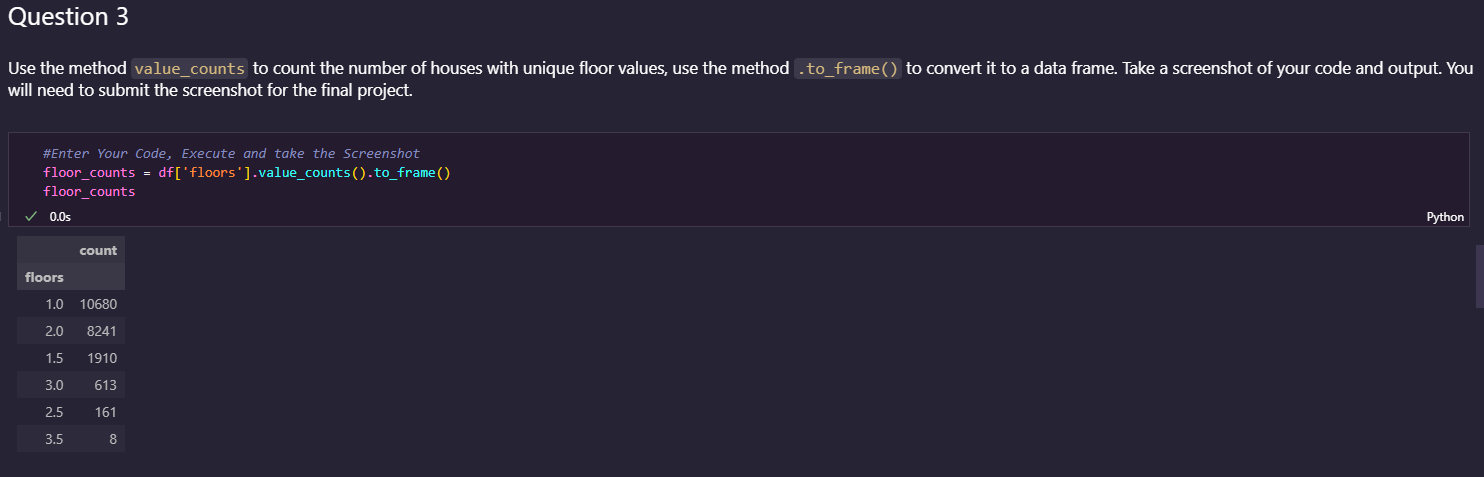 Question 3
Use the method value_counts to count the number of houses with unique floor values, use the method .to_frame() to convert it to a data frame. Take a screenshot of your code and output. You
will need to submit the screenshot for the final project.
#Enter Your Code, Execute and take the Screenshot
floor_counts = df['floors'].value_counts().to_frame()
floor_counts
✓ 0.0s Python
count
floors
1.0 10680
2.0 8241
1.5 1910
3.0 613
2.5 161
3.5 8